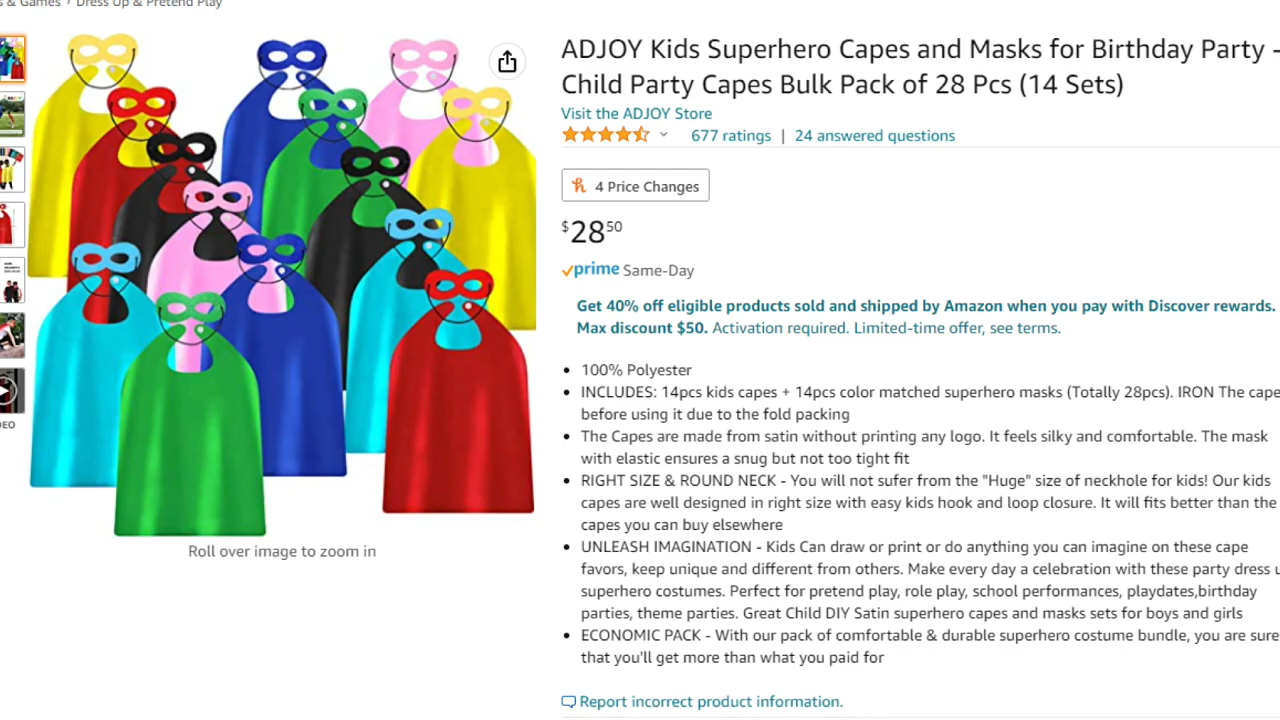 s & Games › Dress Up & Pretend Play
ADJOY Kids Superhero Capes and Masks for Birthday Party -
Child Party Capes Bulk Pack of 28 Pcs (14 Sets)
Visit the ADJOY Store
677 ratings | 24 answered questions
4 Price Changes
$28 50
prime Same-Day
Get 40% off eligible products sold and shipped by Amazon when you pay with Discover rewards.
Max discount $50. Activation required. Limited-time offer, see terms.
• 100% Polyester
• INCLUDES: 14pcs kids capes + 14pcs color matched superhero masks (Totally 28pcs). IRON The cape
before using it due to the fold packing
• The Capes are made from satin without printing any logo. It feels silky and comfortable. The mask
with elastic ensures a snug but not too tight fit
• RIGHT SIZE & ROUND NECK - You will not sufer from the "Huge" size of neckhole for kids! Our kids
capes are well designed in right size with easy kids hook and loop closure. It will fits better than the
capes you can buy elsewhere
• UNLEASH IMAGINATION - Kids Can draw or print or do anything you can imagine on these cape
favors, keep unique and different from others. Make every day a celebration with these party dress u
superhero costumes. Perfect for pretend play, role play, school performances, playdates,birthday
parties, theme parties. Great Child DIY Satin superhero capes and masks sets for boys and girls
• ECONOMIC PACK - With our pack of comfortable & durable superhero costume bundle, you are sure
that you'll get more than what you paid for
Report incorrect product information.
DEO
Roll over image to zoom in